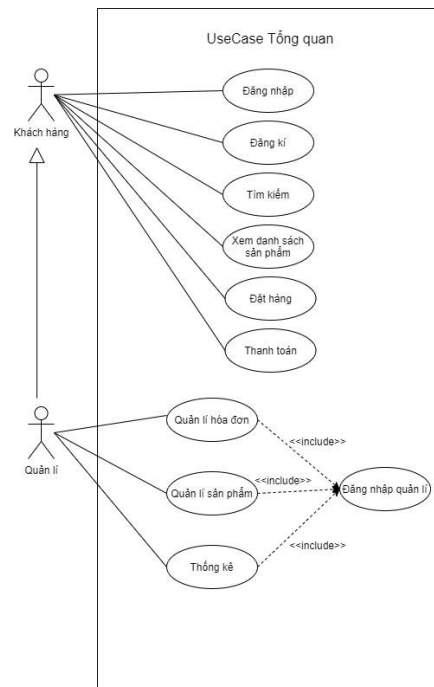 UseCase Tổng quan
Đăng nhập
Khách hàng
Đăng kí
Tìm kiếm
Xem danh sách
sản phẩm
Đặt hàng
Thanh toán
Quản lí
Quản lí hóa đơn
<<include>>
Quản lí sản phẩm
<<include>>
Đăng nhập quản lí
<<include>>
Thống kê